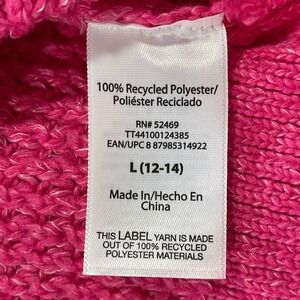 100% Recycled Polyester/
Poliéster Reciclado
RN# 52469
TT44100124385
EAN/UPC 8 87985314922
L (12-14)
Made In/Hecho En
China
THIS LABEL YARN IS MADE
OUT OF 100% RECYCLED
POLYESTER MATERIALS